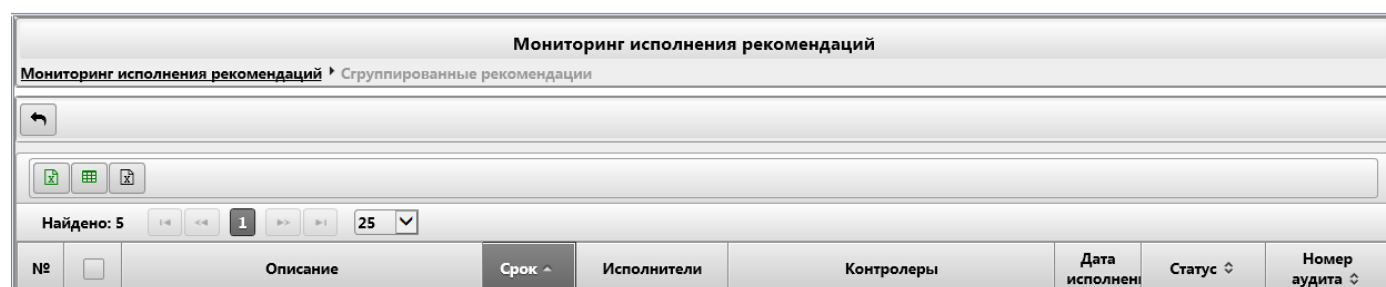 Мониторинг исполнения рекомендаций
Мониторинг исполнения рекомендаций Сгруппированные рекомендации
Найдено: 5 1 25
№ Описание Срок Исполнители Контролеры Дата исполнен Статус Номер аудита